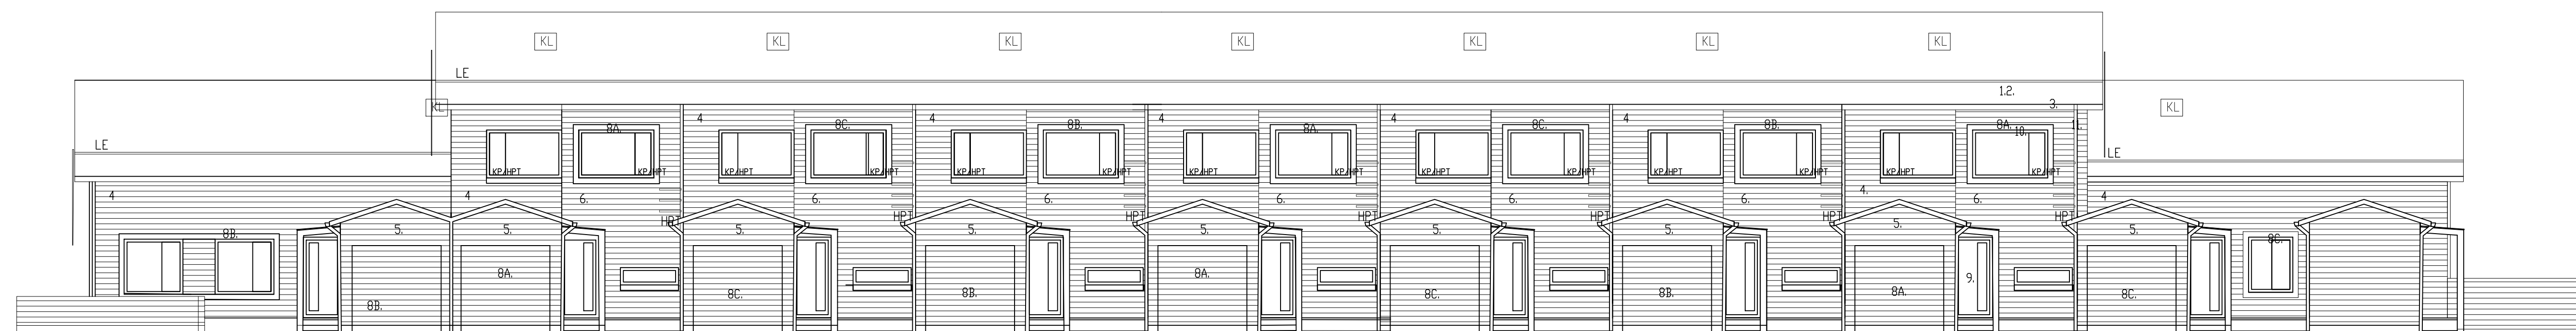 KL KL KL KL KL KL KL
LE
1.2.
KL 3. KL
4 4 4 4 4
8A. 8C. 8B. 8A. 8C. 8B. 8A. 11.
10.
LE LE
KP/HPT KP/HPT KP/HPT KP/HPT KP/HPT KP/HPT KP/HPT KP/HPT KP/HPT KP/HPT KP/HPT KP/HPT KP/HPT KP/HPT
4 4 6. 6. 6. 6. 6. 6. 4. 6. 4
HPT HPT HPT HPT HPT HPT HPT
8B. 5. 5. 5. 5. 5. 5. 5. 5. 5. 8C.
8A. 8A. 9.
8B. 8C. 8B. 8C. 8B. 8A. 8C.